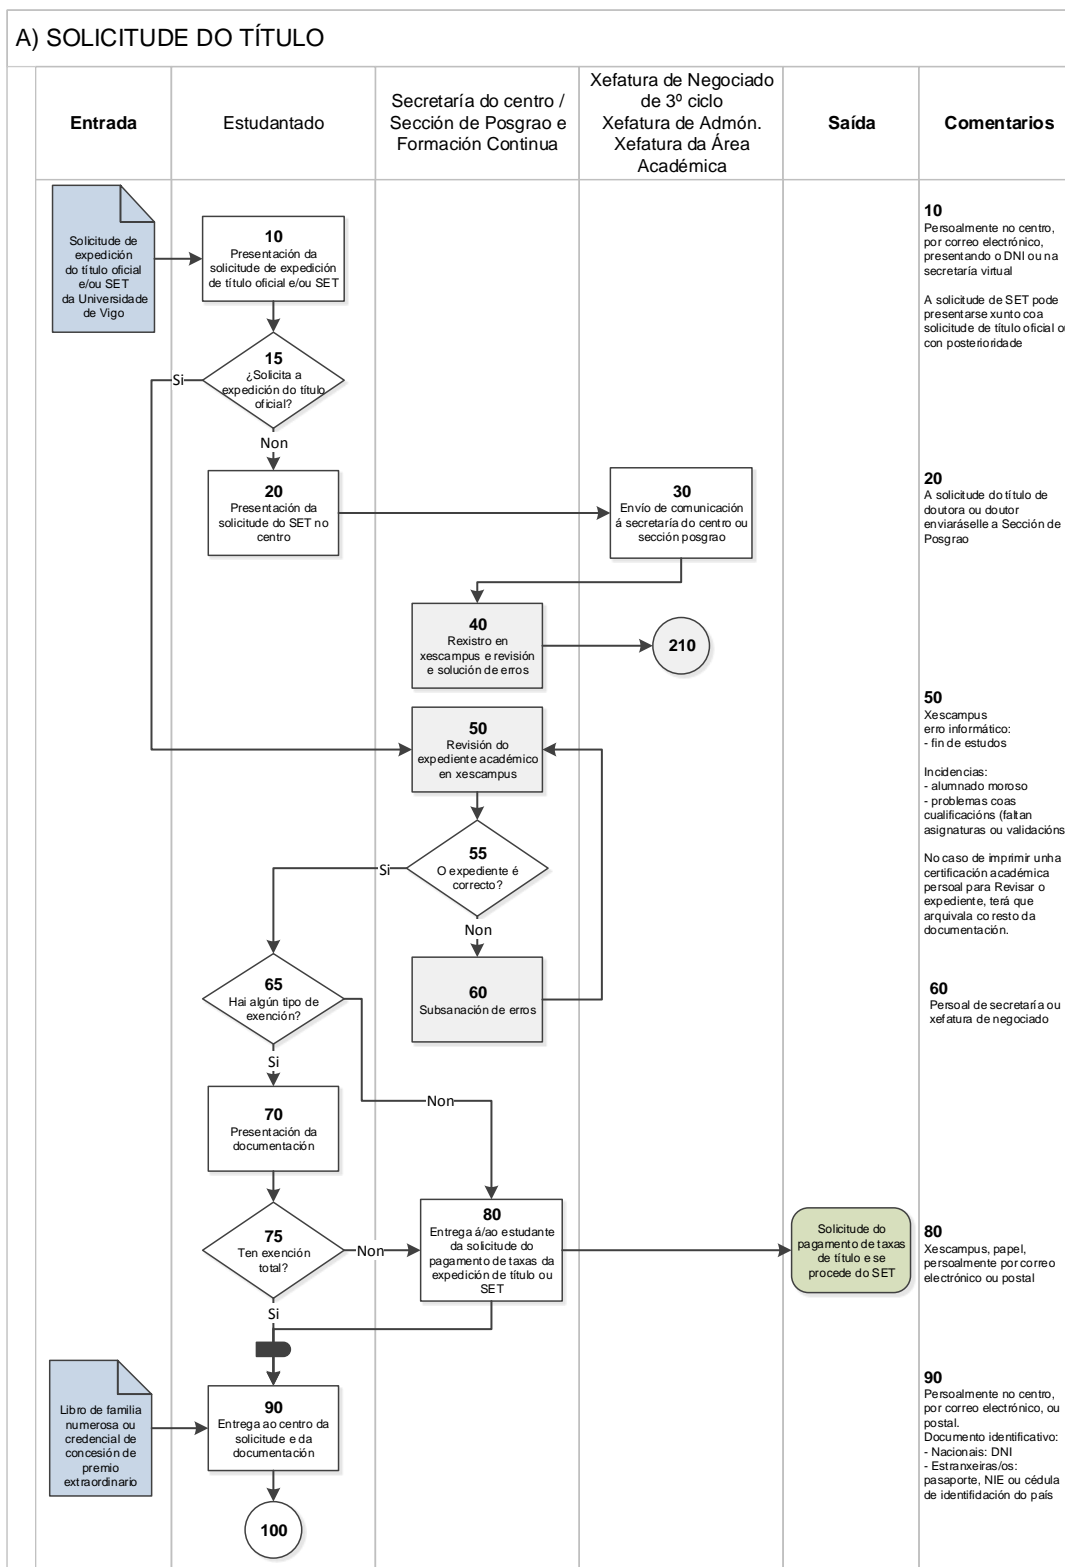 A) SOLICITUDE DO TÍTULO
Entrada
Estudantado
Secretaría do centro /
Sección de Posgrao e
Formación Continua
Xefatura de Negociado
de 3º ciclo
Xefatura de Admón.
Xefatura da Área
Académica
Saída
Comentarios
Solicitude de
expedición
do título oficial
e/ou SET
da Universidade
de Vigo
10
Presentación da
solicitude de expedición
de título oficial e/ou SET
10
Persoalmente no centro,
por correo electrónico,
presentando o DNI ou na
secretaría virtual
A solicitude de SET pode
presentarse xunto coa
solicitude de título oficial ou
con posterioridade
15
¿Solicita a
expedición do título
oficial?
Si
Non
20
Presentación da
solicitude do SET no
centro
30
Envío de comunicación
á secretaría do centro ou
sección posgrao
20
A solicitude do título de
doutora ou doutor
enviaráselle a Sección de
Posgrao
40
Rexistro en
xescampus e revisión
e solución de erros
210
50
Revisión do
expediente académico
en xescampus
50
Xescampus
erro informático:
- fin de estudos
Incidencias:
- alumnado moroso
- problemas coas
cualificacións (faltan
asignaturas ou validacións
No caso de imprimir unha
certificación académica
persoal para Revisar o
expediente, terá que
arquivala co resto da
documentación.
55
O expediente é
correcto?
Si
Non
65
Hai algún tipo de
exención?
60
Subsanación de erros
60
Persoal de secretaría ou
xefatura de negociado
Si
Non
70
Presentación da
documentación
75
Ten exención
total?
Non
Si
80
Entrega á/ao estudante
da solicitude do
pagamento de taxas da
expedición de título ou
SET
Solicitude do
pagamento de taxas
de título e se
procede do SET
80
Xescampus, papel,
persoalmente por correo
electrónico ou postal
Libro de familia
numerosa ou
credencial de
concesión de
premio
extraordinario
90
Entrega ao centro da
solicitude e da
documentación
90
Persoalmente no centro,
por correo electrónico, ou
postal.
Documento identificativo:
- Nacionais: DNI
- Estranxeiras/os:
pasaporte, NIE ou cédula
de identifidación do país
100